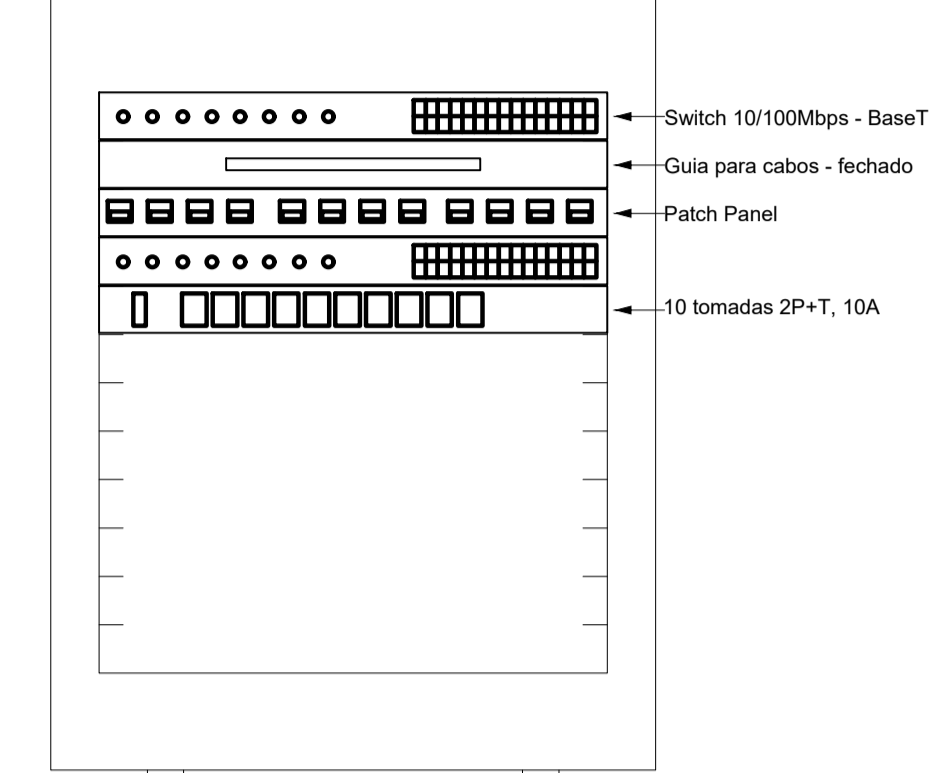 Switch 10/100Mbps - BaseT
Guia para cabos - fechado
Patch Panel
10 tomadas 2P+T, 10A